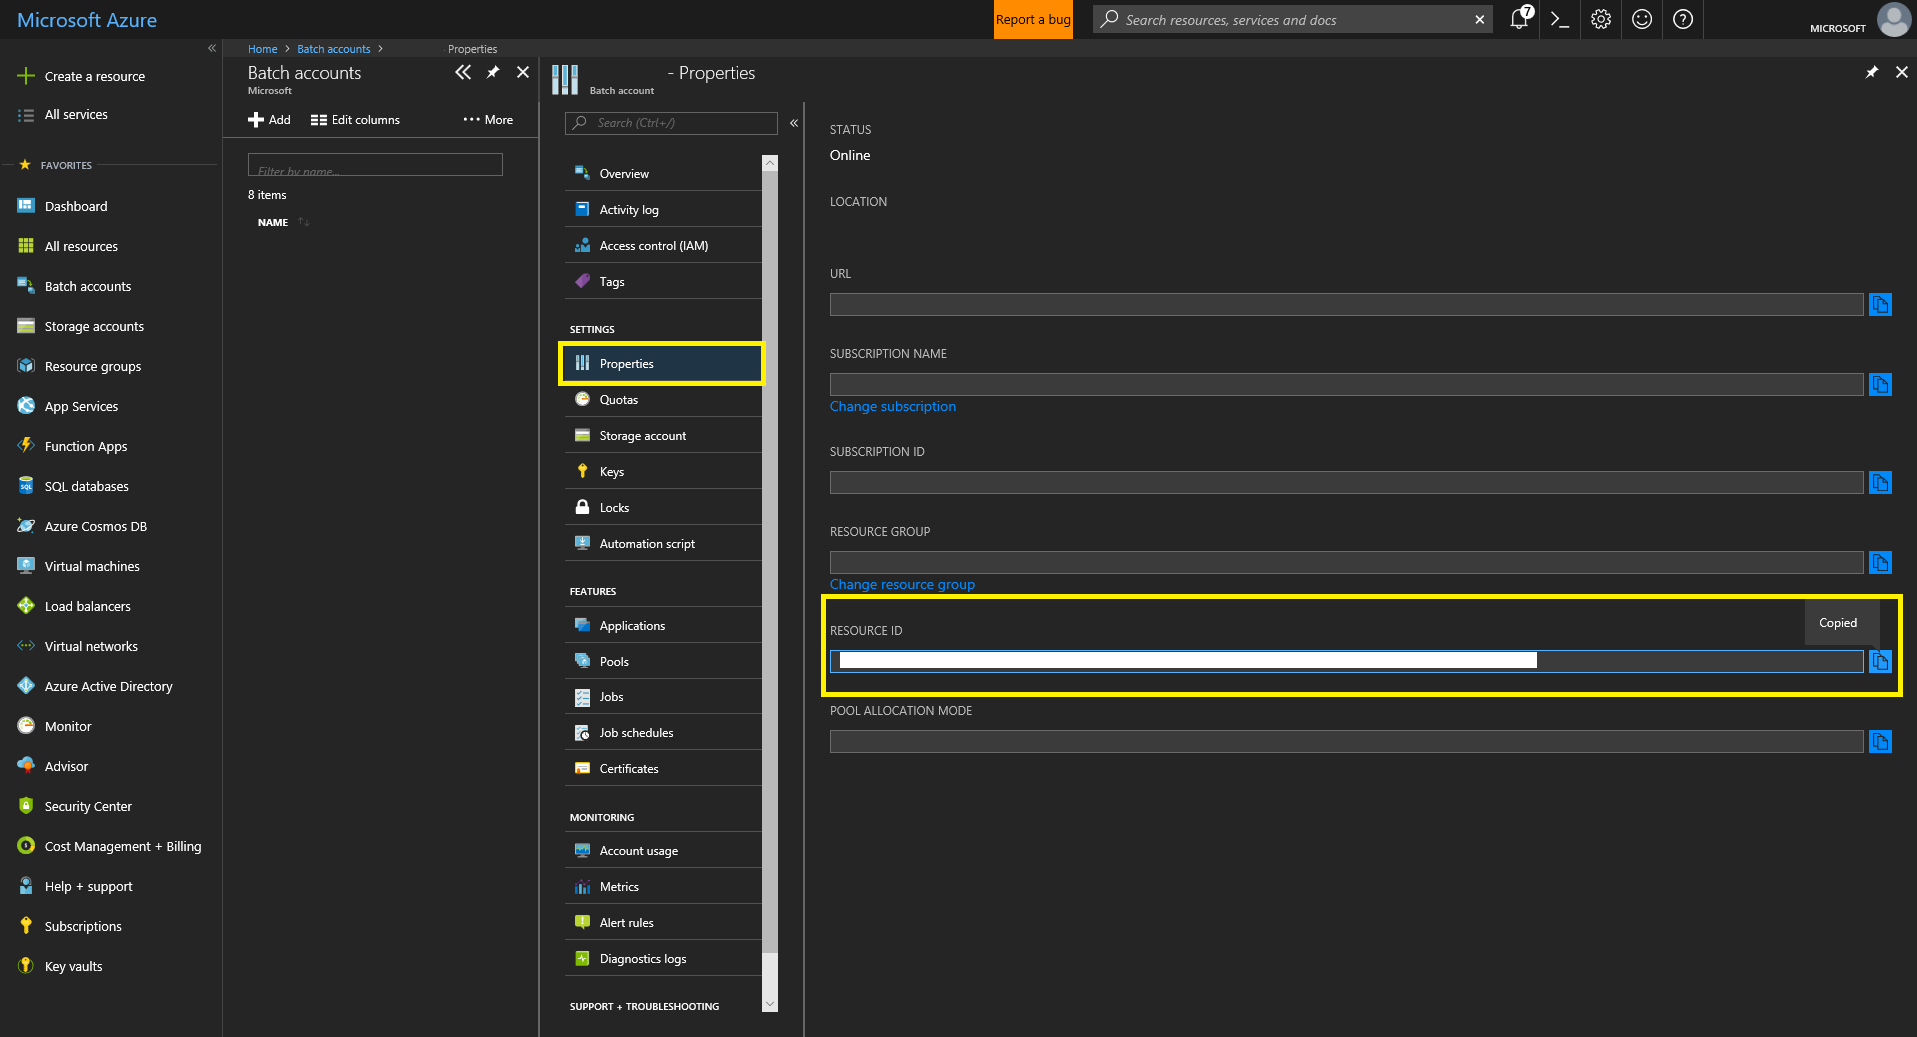 Microsoft Azure
Report a bug
Search resources, services and docs
7
MICROSOFT
Create a resource
All services
FAVORITES
Dashboard
All resources
Batch accounts
Storage accounts
Resource groups
App Services
Function Apps
SQL databases
Azure Cosmos DB
Virtual machines
Load balancers
Virtual networks
Azure Active Directory
Monitor
Advisor
Security Center
Cost Management + Billing
Help + support
Subscriptions
Key vaults
Home > Batch accounts > Properties
Batch accounts
Microsoft
Add
Edit columns
More
Filter by name...
8 items
NAME
- Properties
Batch account
Search (Ctrl+/)
Overview
Activity log
Access control (IAM)
Tags
SETTINGS
Properties
Quotas
Storage account
Keys
Locks
Automation script
FEATURES
Applications
Pools
Jobs
Job schedules
Certificates
MONITORING
Account usage
Metrics
Alert rules
Diagnostics logs
SUPPORT + TROUBLESHOOTING
STATUS
Online
LOCATION
URL
SUBSCRIPTION NAME
Change subscription
SUBSCRIPTION ID
RESOURCE GROUP
Change resource group
RESOURCE ID
Copied
POOL ALLOCATION MODE